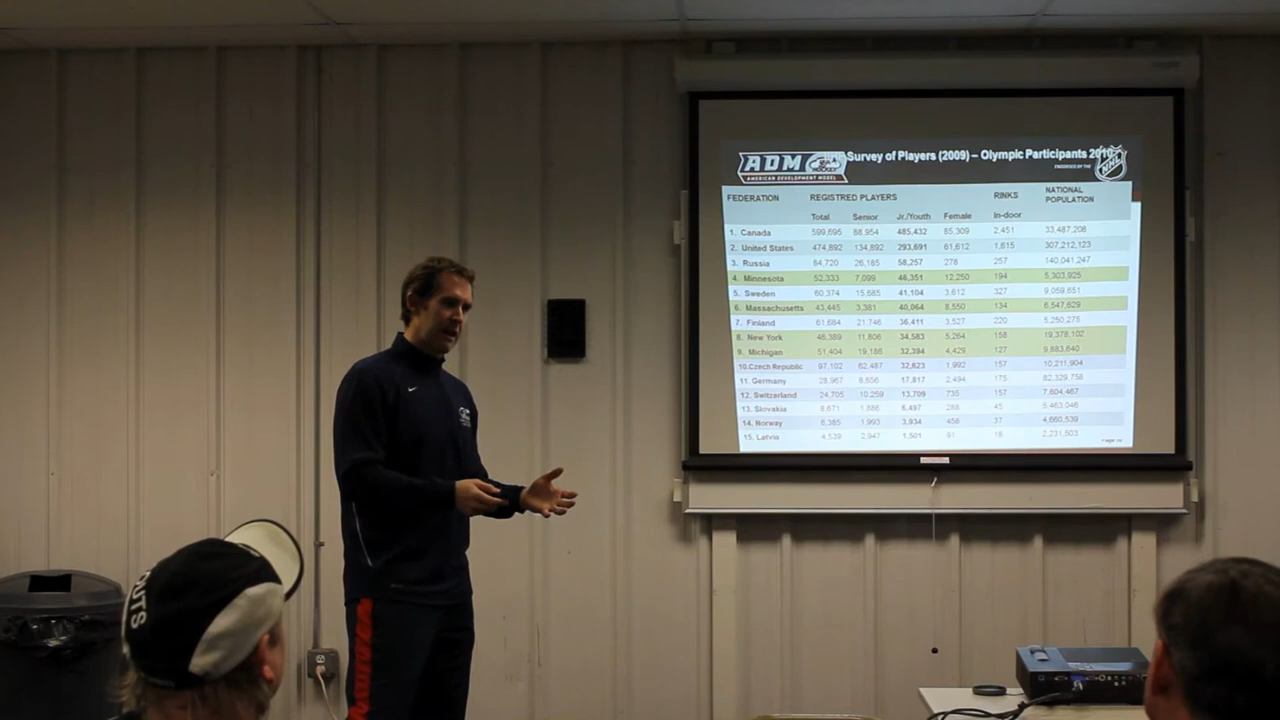 ADM Survey of Players (2009) – Olympic Participants 2010
AMERICAN DEVELOPMENT MODEL
ENDORSED BY THE NHL
FEDERATION REGISTRED PLAYERS RINKS NATIONAL POPULATION
Total Senior Jr./Youth Female In-door
1. Canada 599,695 88,954 485,432 85,309 2,451 33,487,208
2. United States 474,892 134,892 293,691 61,612 1,615 307,212,123
3. Russia 84,720 26,185 58,257 278 257 140,041,247
4. Minnesota 52,333 7,099 46,351 12,250 194 5,303,925
5. Sweden 60,374 15,685 41,104 3,612 327 9,059,651
6. Massachusetts 43,445 3,381 40,064 8,550 134 6,547,629
7. Finland 61,684 21,746 36,411 3,527 220 5,250,275
8. New York 46,389 11,806 34,583 5,264 158 19,378,102
9. Michigan 51,404 19,186 32,394 4,429 127 9,883,640
10.Czech Republic 97,102 62,487 32,623 1,992 157 10,211,904
11. Germany 28,967 8,656 17,817 2,494 175 82,329,758
12. Switzerland 24,705 10,259 13,709 735 157 7,604,467
13. Slovakia 8,671 1,886 6,497 288 45 5,463,046
14. Norway 6,385 1,993 3,934 458 37 4,660,539
15. Latvia 4,539 2,947 1,501 91 16 2,231,503
OUTS